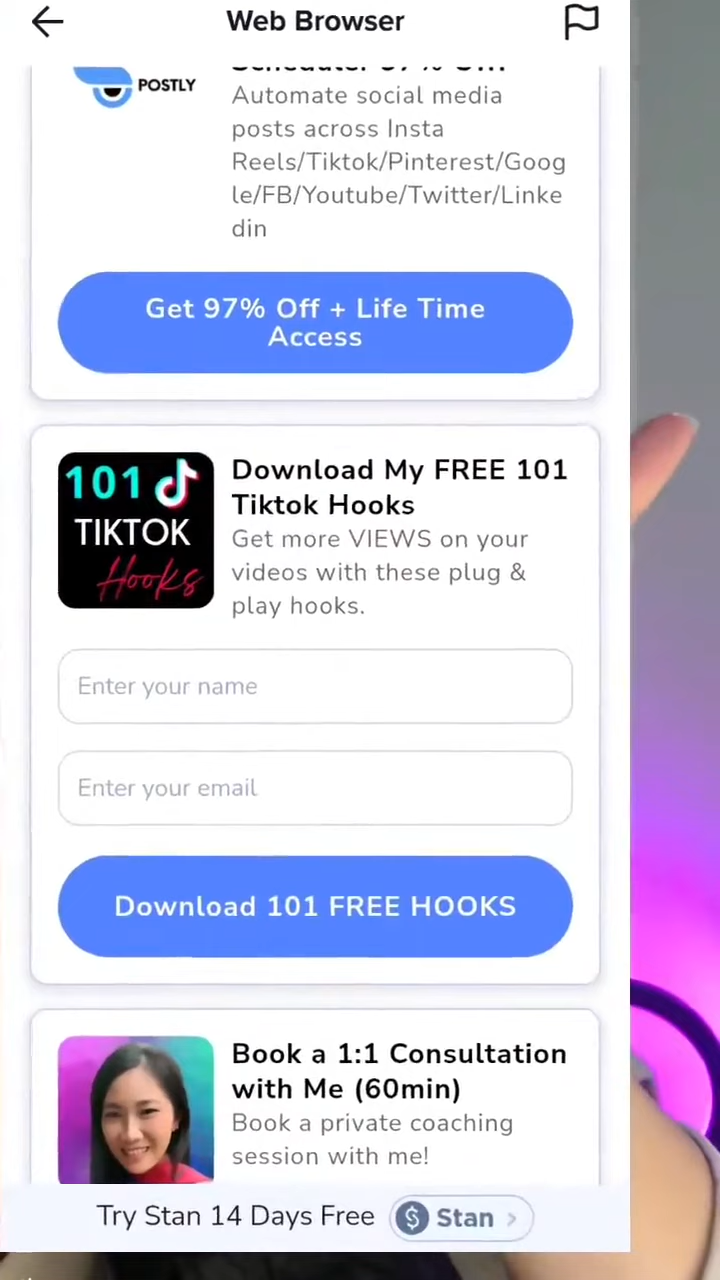 Web Browser
POSTLY
Automate social media
posts across Insta
Reels/Tiktok/Pinterest/Goog
le/FB/Youtube/Twitter/Linke
din
Get 97% Off + Life Time
Access
101
TIKTOK
Hooks
Download My FREE 101
Tiktok Hooks
Get more VIEWS on your
videos with these plug &
play hooks.
Enter your name
Enter your email
Download 101 FREE HOOKS
Book a 1:1 Consultation
with Me (60min)
Book a private coaching
session with me!
Try Stan 14 Days Free
Stan